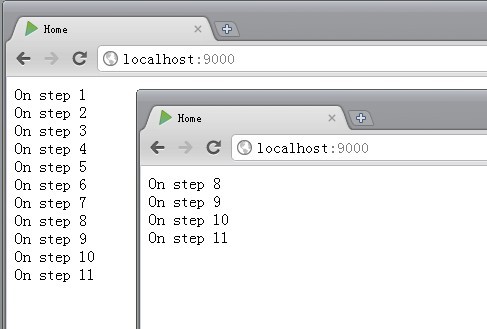 Home
localhost:9000
On step 1
On step 2
On step 3
On step 4
On step 5
On step 6
On step 7
On step 8
On step 9
On step 10
On step 11
Home
localhost:9000
On step 8
On step 9
On step 10
On step 11